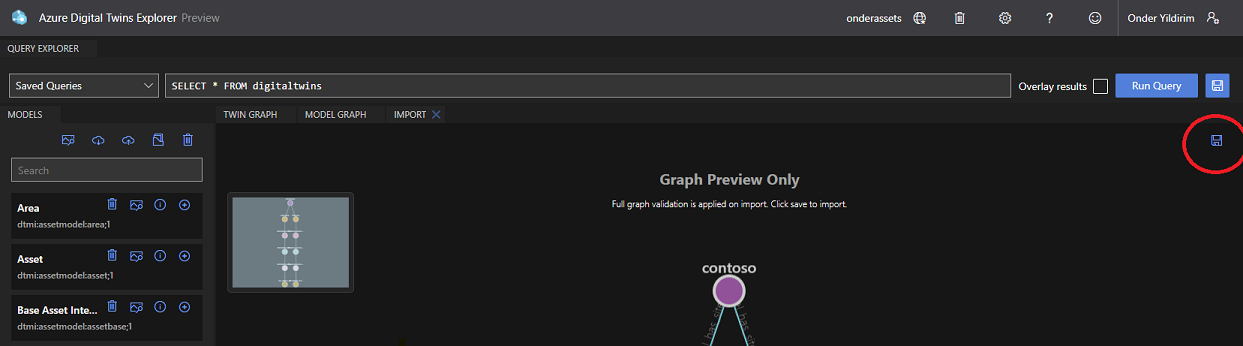 Azure Digital Twins Explorer Preview
onderassets
?
Onder Yildirim
QUERY EXPLORER
Saved Queries
SELECT * FROM digitaltwins
Overlay results
Run Query
MODELS
TWIN GRAPH
MODEL GRAPH
IMPORT
Search
Graph Preview Only
Full graph validation is applied on import. Click save to import.
Area
dtmi:assetmodel:area;1
Asset
dtmi:assetmodel:asset;1
Base Asset Inte...
dtmi:assetmodel:assetbase;1
contoso